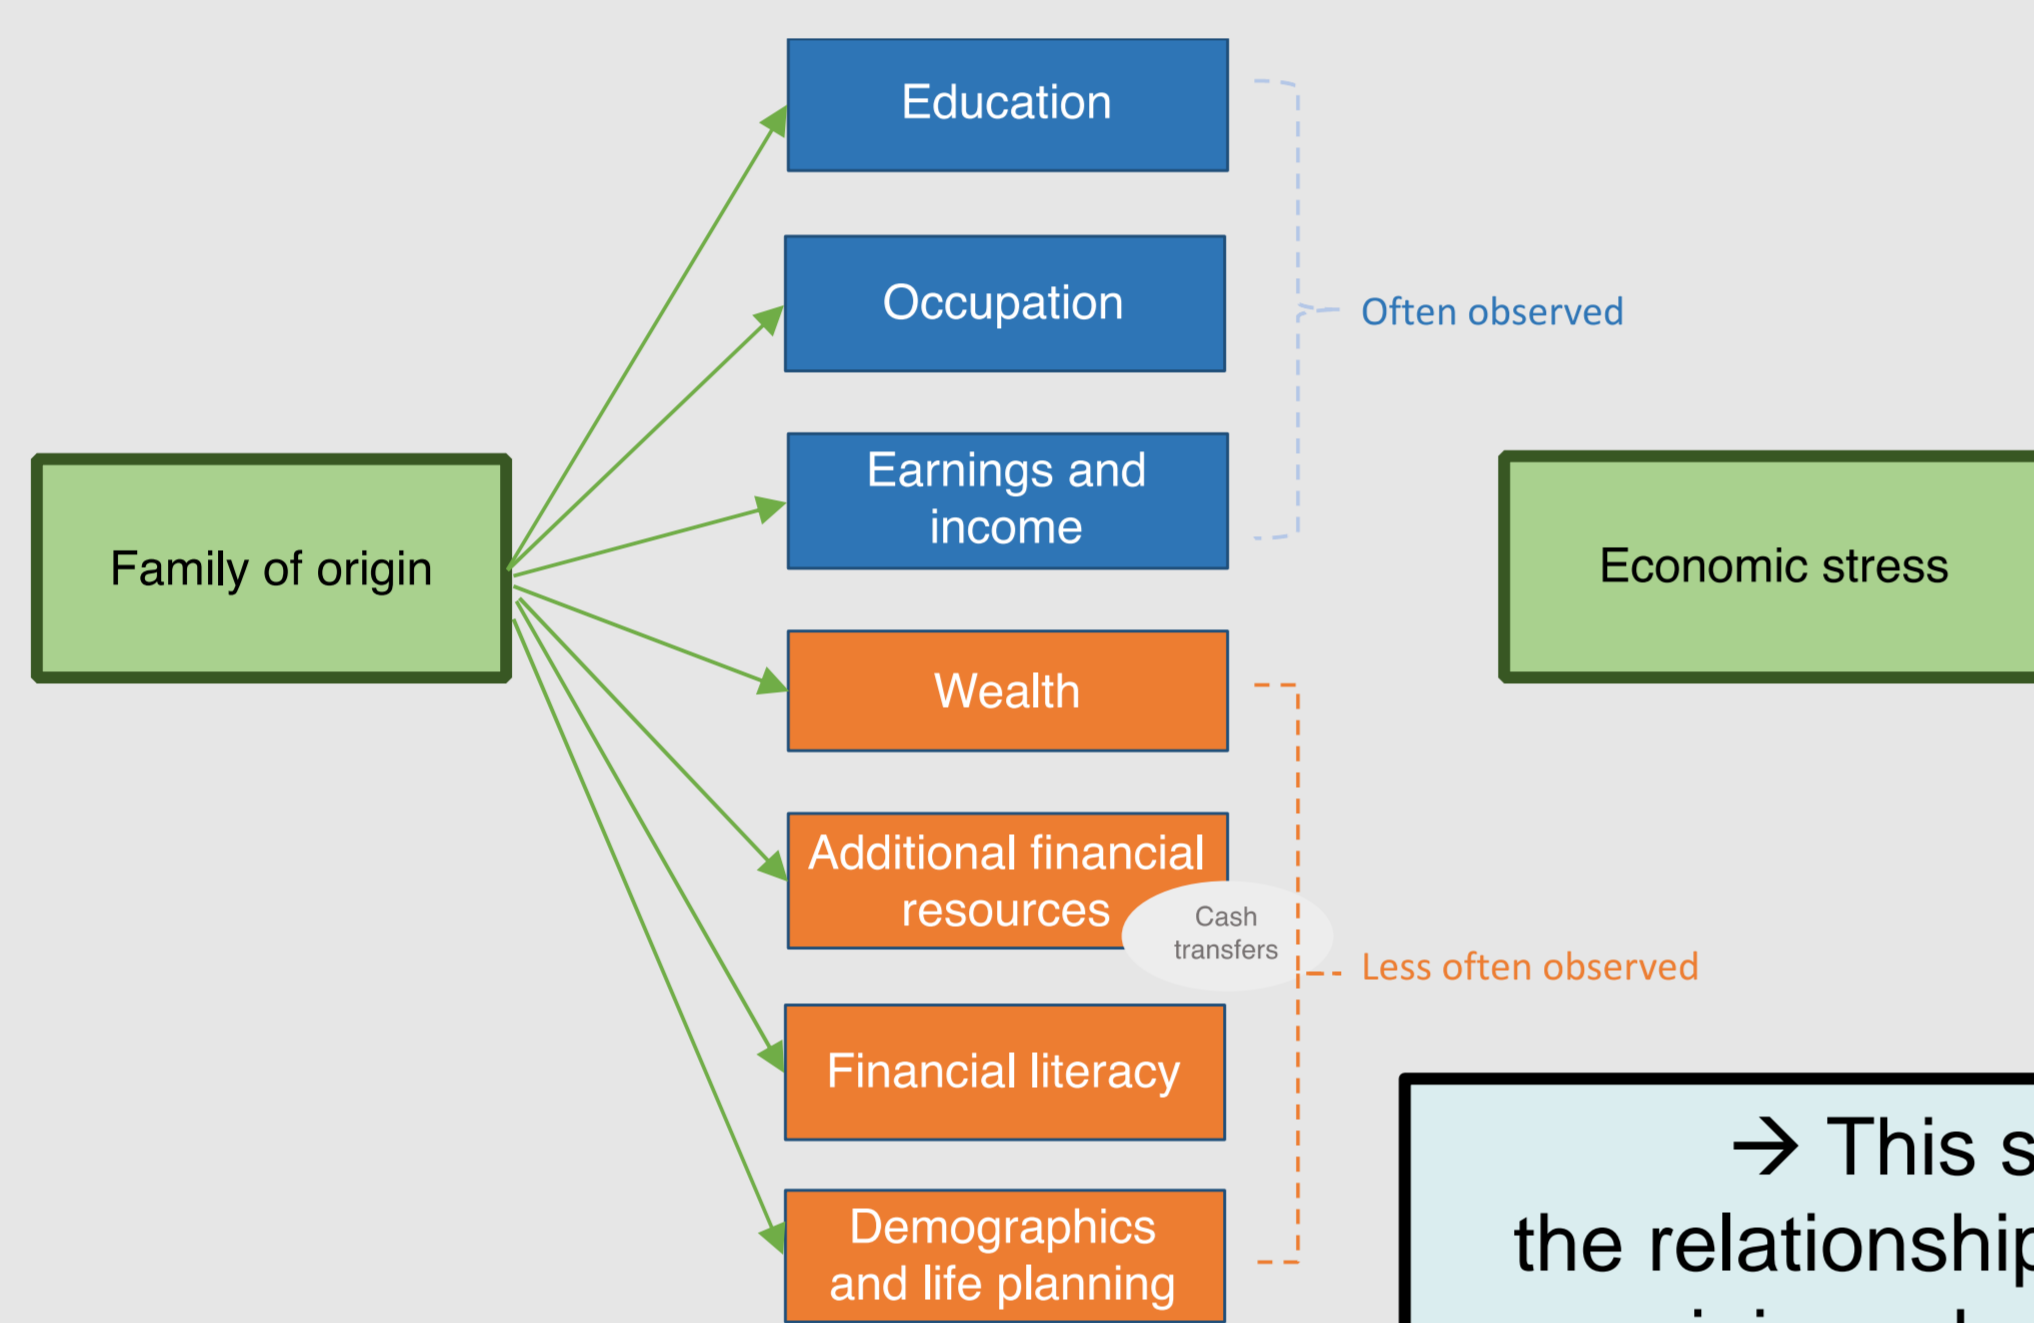 Education
Occupation
Often observed
Earnings and
income
Family of origin
Economic stress
Wealth
Additional financial
resources
Cash
transfers
Less often observed
Financial literacy
→ This s
the relationship
Demographics
and life planning